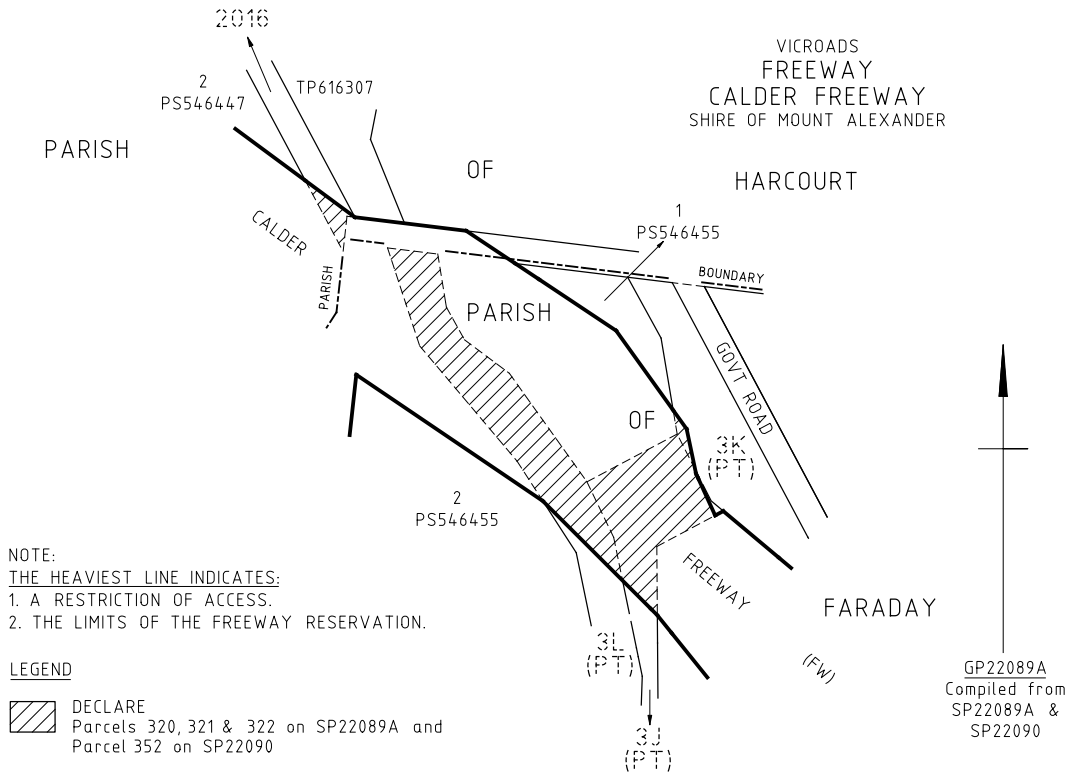 2016
VICROADS
FREEWAY
CALDER FREEWAY
SHIRE OF MOUNT ALEXANDER
2
PS546447
TP616307
PARISH
OF
HARCOURT
1
PS546455
CALDER
PARISH
BOUNDARY
PARISH
GOVT ROAD
OF
3K
(PT)
2
PS546455
FREEWAY
FARADAY
(FW)
3L
(PT)
3J
(PT)
NOTE:
THE HEAVIEST LINE INDICATES:
1. A RESTRICTION OF ACCESS.
2. THE LIMITS OF THE FREEWAY RESERVATION.
LEGEND
DECLARE
Parcels 320, 321 & 322 on SP22089A and
Parcel 352 on SP22090
GP22089A
Compiled from
SP22089A &
SP22090